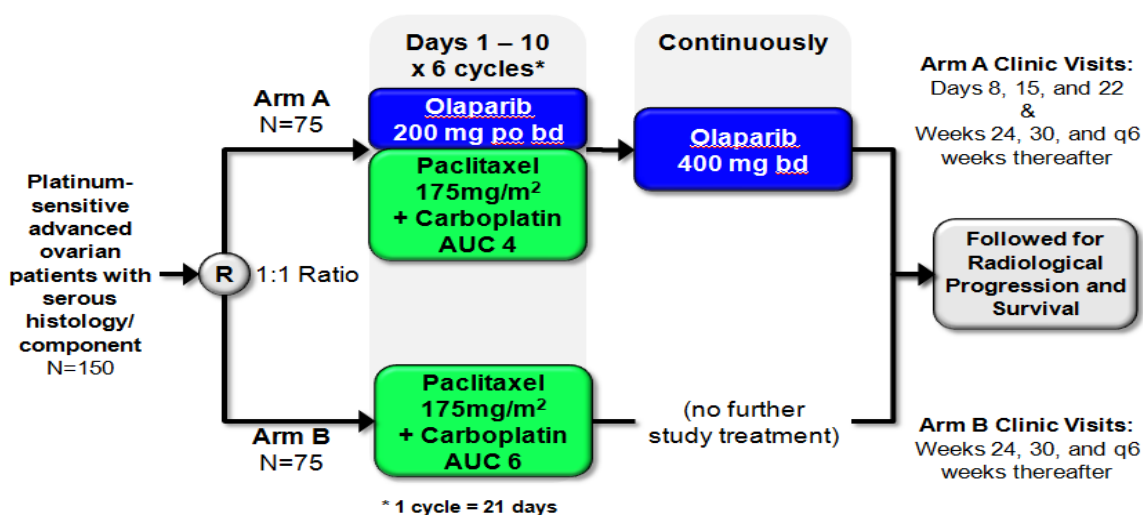 Days 1 – 10
x 6 cycles*
Continuously
Arm A Clinic Visits:
Days 8, 15, and 22
&
Weeks 24, 30, and q6
weeks thereafter
Arm A
N=75
Olaparib
200 mg po bd
Paclitaxel
175mg/m²
+ Carboplatin
AUC 4
Olaparib
400 mg bd
Platinum-
sensitive
advanced
ovarian
patients with
serous
histology/
component
N=150
R
1:1 Ratio
Followed for
Radiological
Progression and
Survival
Arm B
N=75
Paclitaxel
175mg/m²
+ Carboplatin
AUC 6
(no further
study treatment)
Arm B Clinic Visits:
Weeks 24, 30, and q6
weeks thereafter
* 1 cycle = 21 days